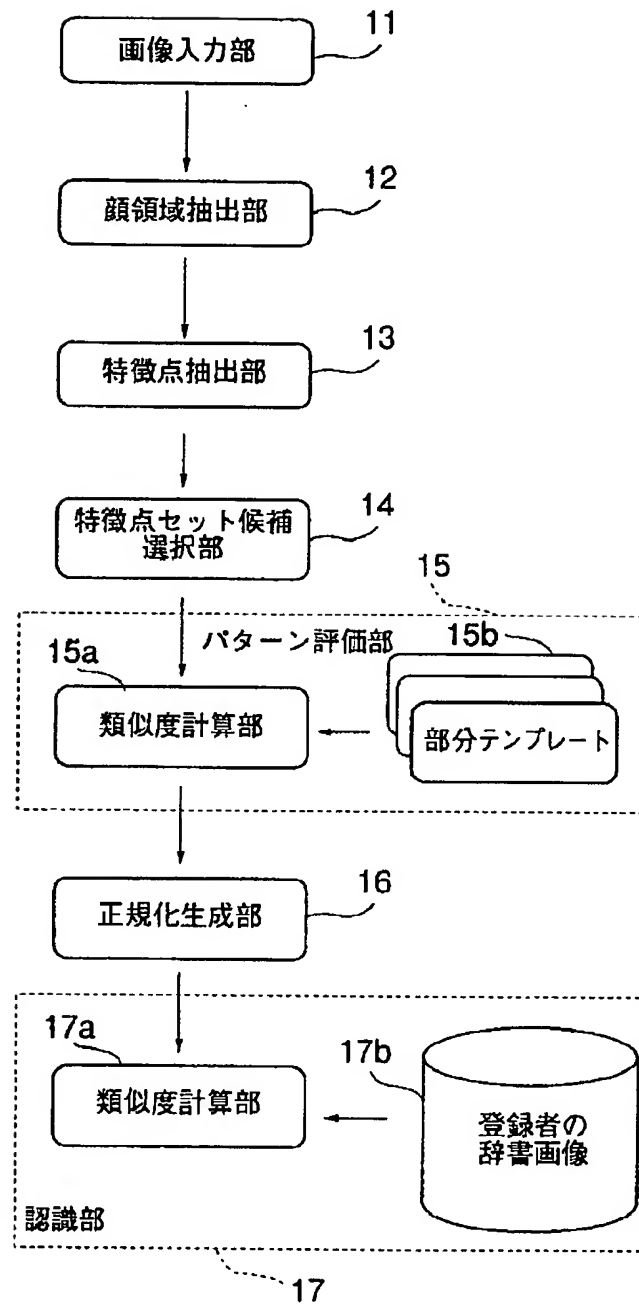 11
画像入力部
12
顔領域抽出部
13
特徴点抽出部
14
特徴点セット候補
選択部
15
パターン評価部
15b
15a
類似度計算部
部分テンプレート
16
正規化生成部
17a
類似度計算部
17b
登録者の
辞書画像
認識部
17